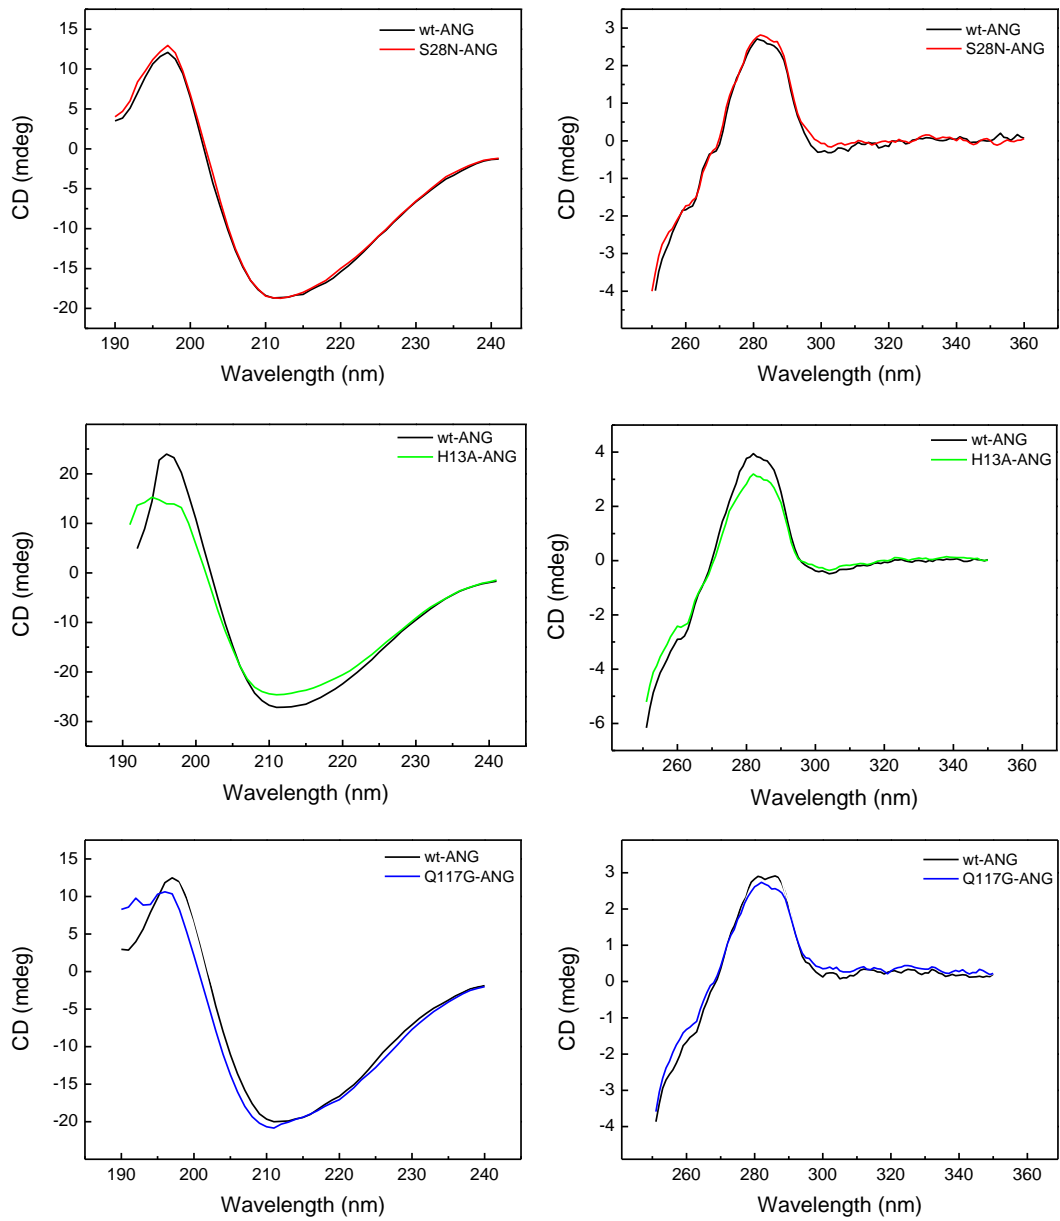 15
10
5
0
-5
-10
-15
-20
CD (mdeg)
wt-ANG
S28N-ANG
190 200 210 220 230 240
Wavelength (nm)
3
2
1
0
-1
-2
-3
-4
CD (mdeg)
wt-ANG
S28N-ANG
260 280 300 320 340 360
Wavelength (nm)
20
10
0
-10
-20
-30
CD (mdeg)
wt-ANG
H13A-ANG
190 200 210 220 230 240
Wavelength (nm)
4
2
0
-2
-4
-6
CD (mdeg)
wt-ANG
H13A-ANG
260 280 300 320 340 360
Wavelength (nm)
15
10
5
0
-5
-10
-15
-20
CD (mdeg)
wt-ANG
Q117G-ANG
190 200 210 220 230 240
Wavelength (nm)
3
2
1
0
-1
-2
-3
-4
CD (mdeg)
wt-ANG
Q117G-ANG
260 280 300 320 340 360
Wavelength (nm)